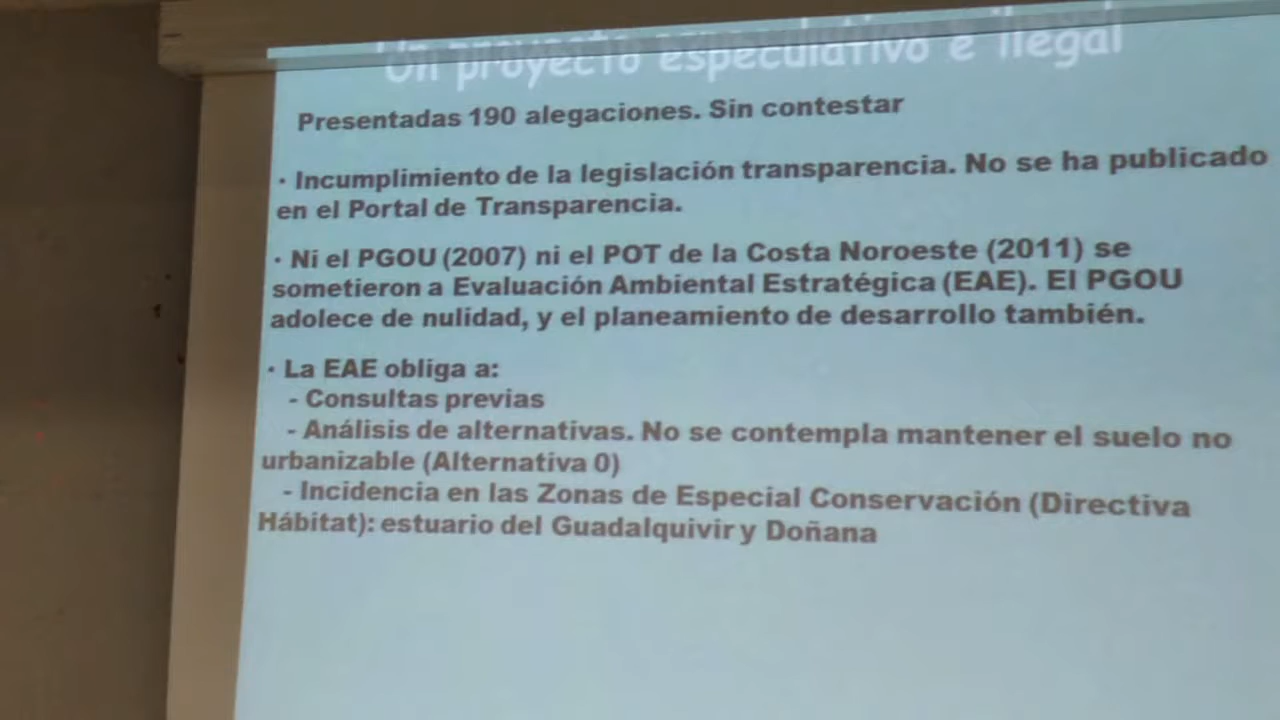 Un proyecto especulativo e ilegal
Presentadas 190 alegaciones. Sin contestar
· Incumplimiento de la legislación transparencia. No se ha publicado
en el Portal de Transparencia.
· Ni el PGOU (2007) ni el POT de la Costa Noroeste (2011) se
sometieron a Evaluación Ambiental Estratégica (EAE). El PGOU
adolece de nulidad, y el planeamiento de desarrollo también.
· La EAE obliga a:
- Consultas previas
- Análisis de alternativas. No se contempla mantener el suelo no
urbanizable (Alternativa 0)
- Incidencia en las Zonas de Especial Conservación (Directiva
Hábitat): estuario del Guadalquivir y Doñana